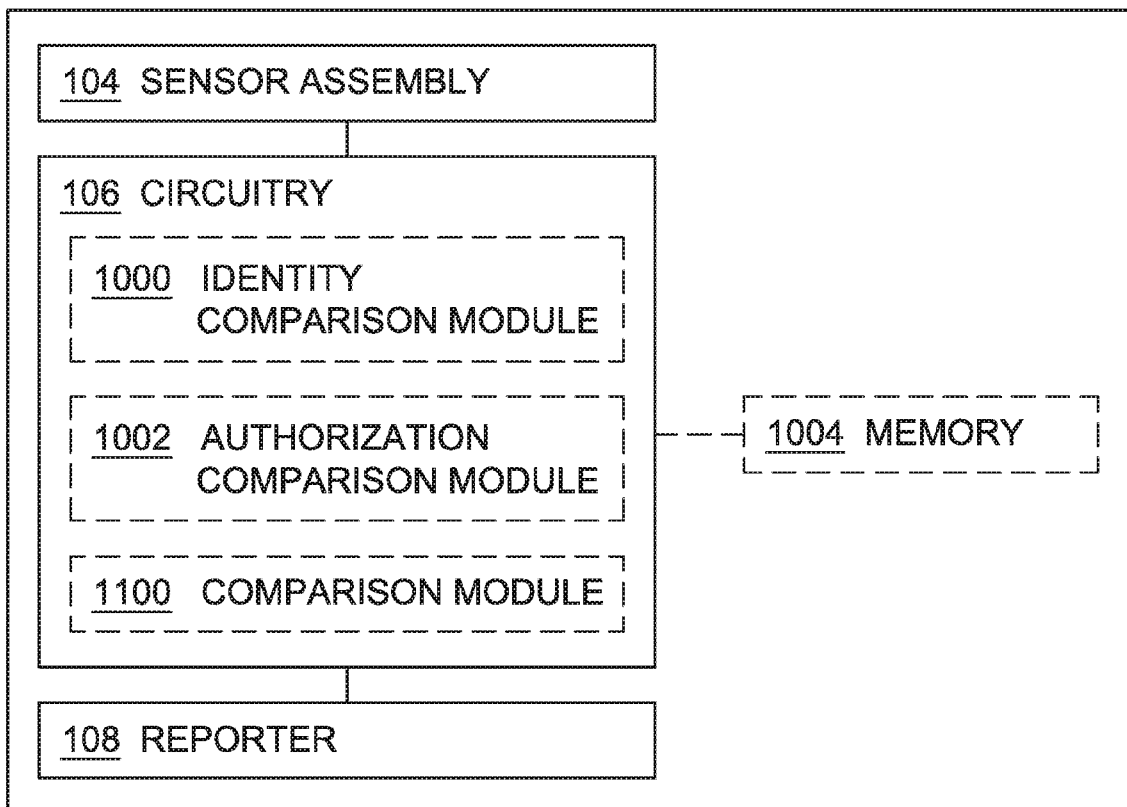 104 SENSOR ASSEMBLY
106 CIRCUITRY
1000 IDENTITY
COMPARISON MODULE
1002 AUTHORIZATION
COMPARISON MODULE
1004 MEMORY
1100 COMPARISON MODULE
108 REPORTER